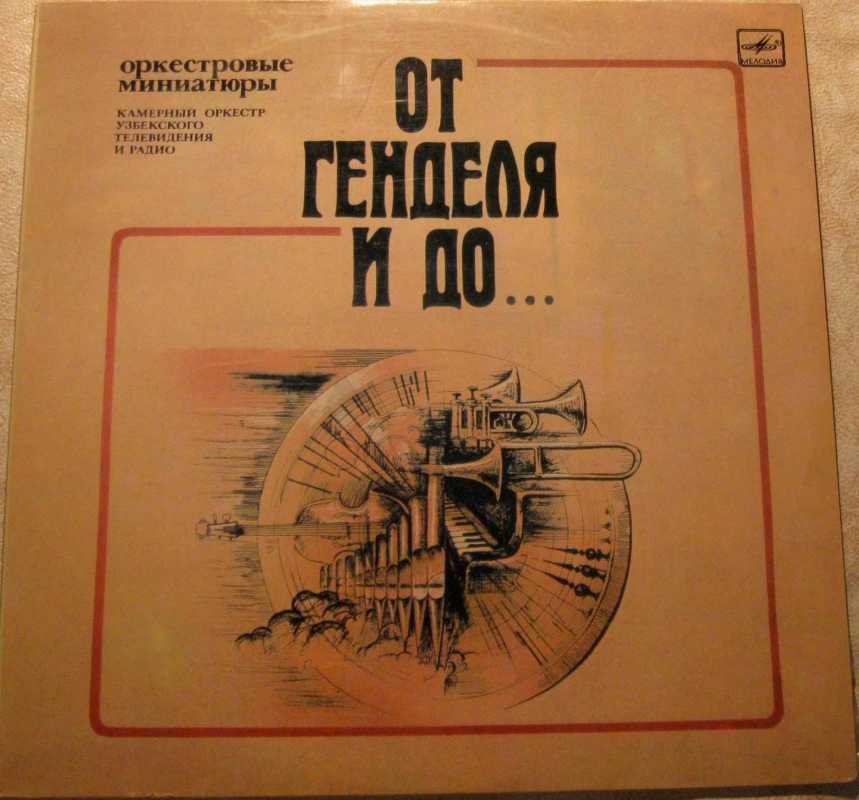 оркестровые
миниатюры
КАМЕРНЫЙ ОРКЕСТР
УЗБЕКСКОГО
ТЕЛЕВИДЕНИЯ
И РАДИО
ОТ
ГЕНДЕЛЯ
И ДО...
МЕЛОДИЯ